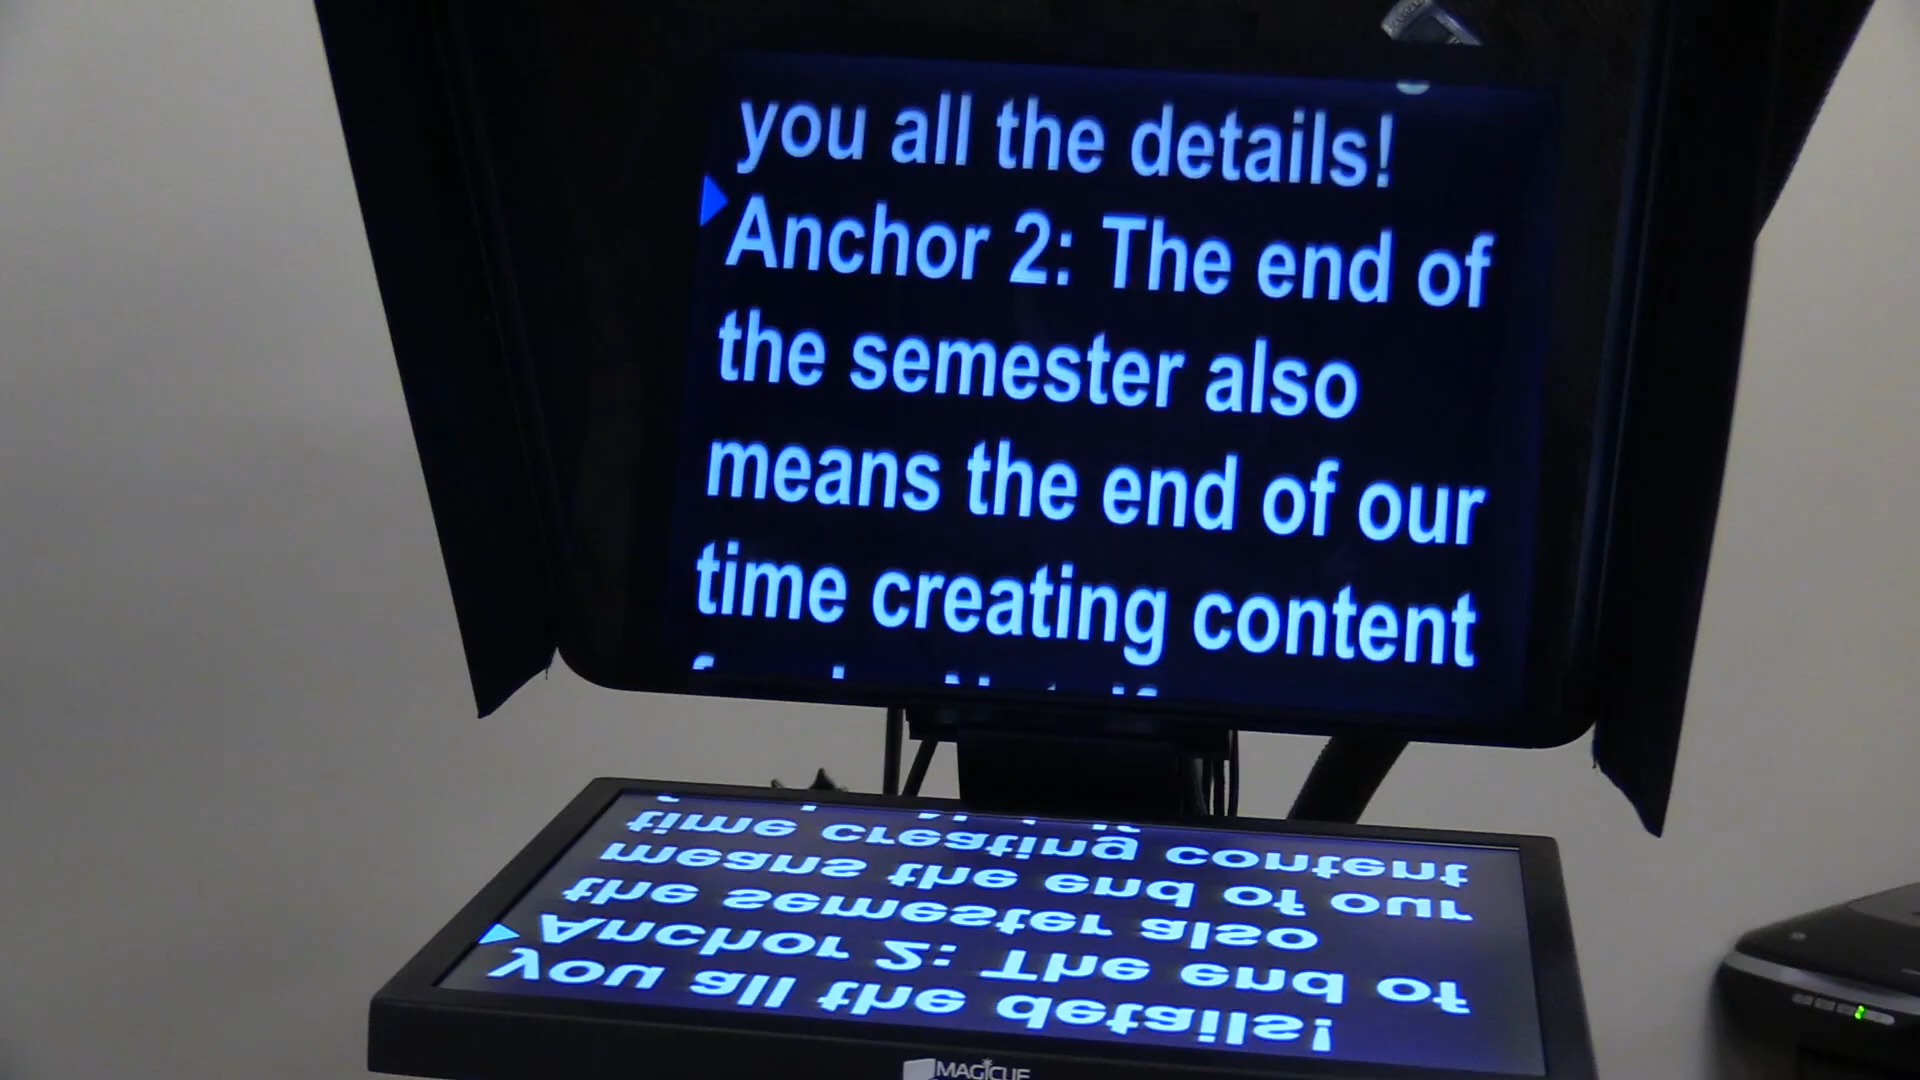 you all the details!
Anchor 2: The end of
the semester also
means the end of our
time creating content
time creating content
means the end of our
the semester also
Anchor 2: The end of
you all the details!
MAGICUE